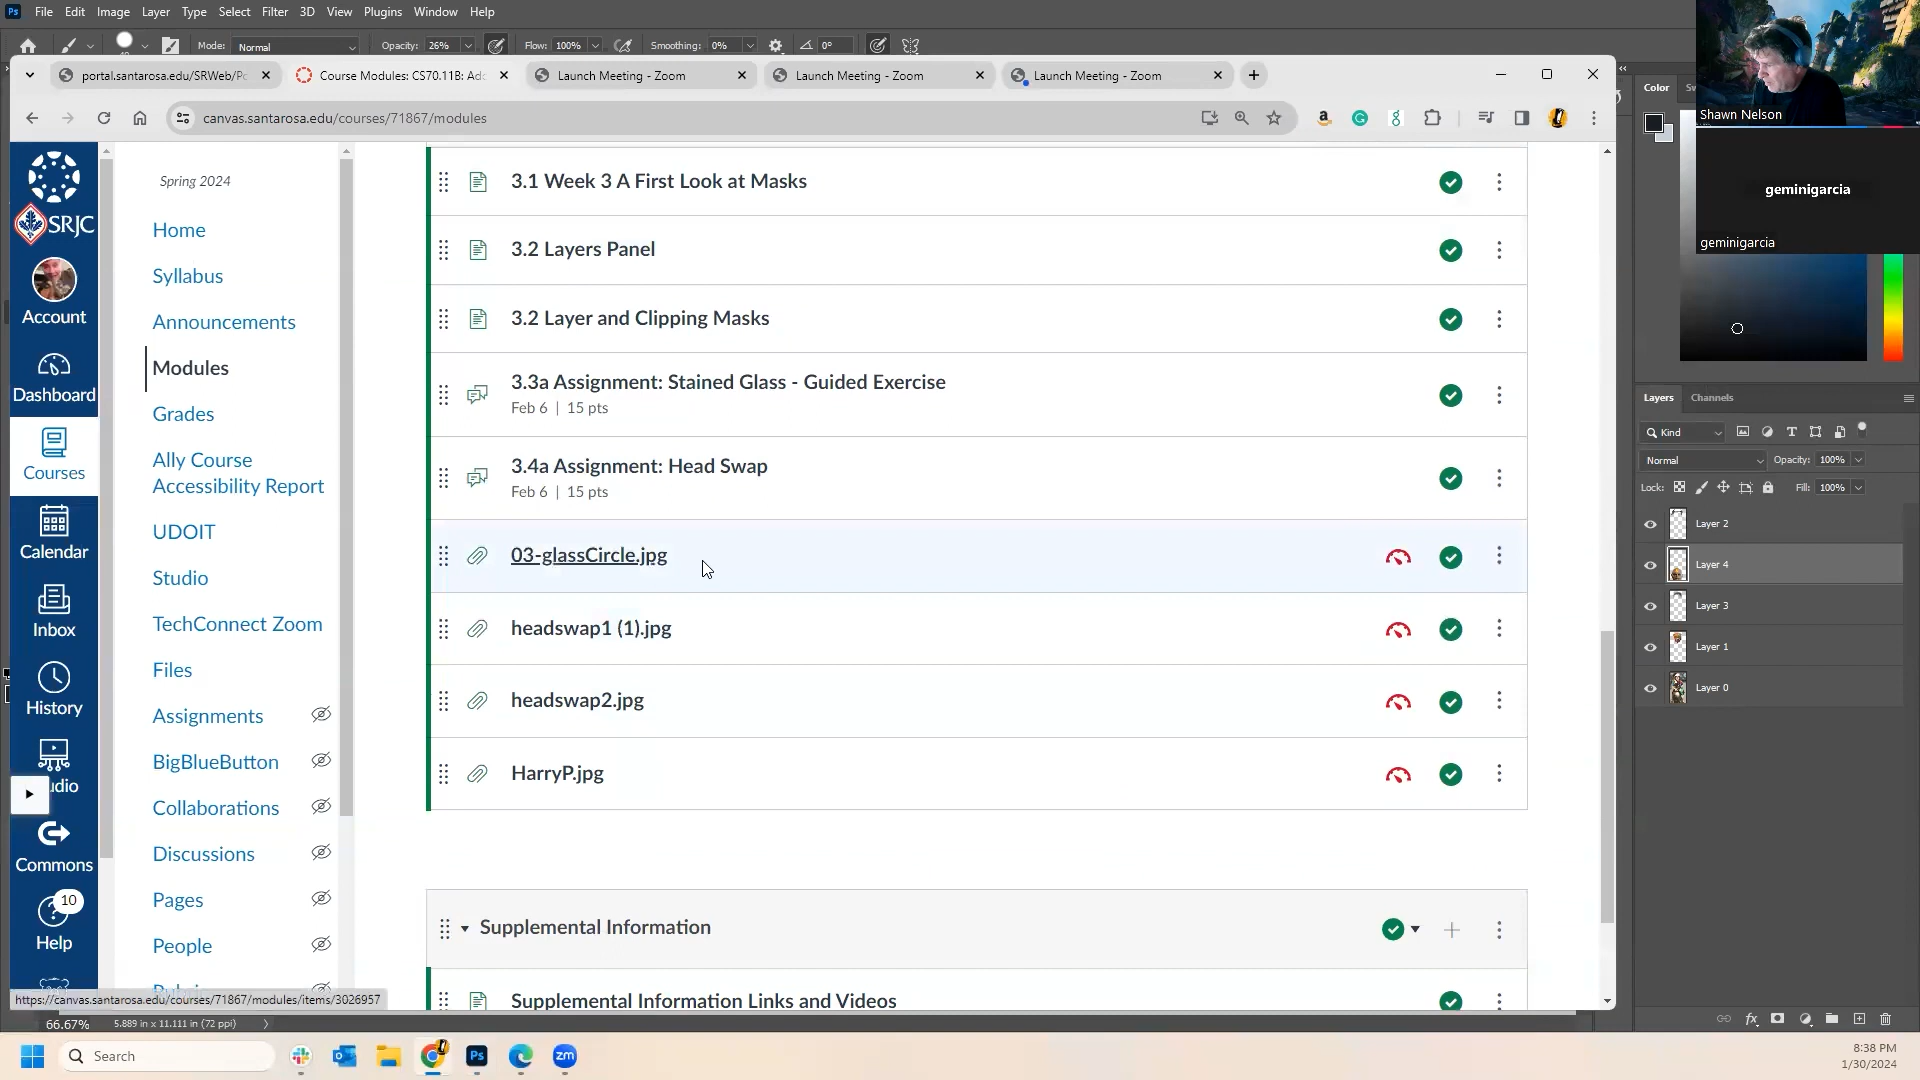 Ps File Edit Image Layer Type Select Filter 3D View Plugins Window Help
Mode: Normal Opacity: 26% Flow: 100% Smoothing: 0% 0°
portal.santarosa.edu/SRWeb/Po
Course Modules: CS70.11B: Ado
Launch Meeting - Zoom
Launch Meeting - Zoom
Launch Meeting - Zoom
canvas.santarosa.edu/courses/71867/modules
Shawn Nelson
geminigarcia
geminigarcia
SRJC
Account
Dashboard
Courses
Calendar
Inbox
History
udio
Commons
10
Help
Spring 2024
Home
Syllabus
Announcements
Modules
Grades
Ally Course
Accessibility Report
UDOIT
Studio
TechConnect Zoom
Files
Assignments
BigBlueButton
Collaborations
Discussions
Pages
People
3.1 Week 3 A First Look at Masks
3.2 Layers Panel
3.2 Layer and Clipping Masks
3.3a Assignment: Stained Glass - Guided Exercise
Feb 6 | 15 pts
3.4a Assignment: Head Swap
Feb 6 | 15 pts
03-glassCircle.jpg
headswap1 (1).jpg
headswap2.jpg
HarryP.jpg
Supplemental Information
Supplemental Information Links and Videos
https://canvas.santarosa.edu/courses/71867/modules/items/3026957
66.67% 5.889 in x 11.111 in (72 ppi)
Color
Layers Channels
Kind
Normal Opacity: 100%
Lock: Fill: 100%
Layer 2
Layer 4
Layer 3
Layer 1
Layer 0
fx
Search
Ps
zm
8:38 PM
1/30/2024